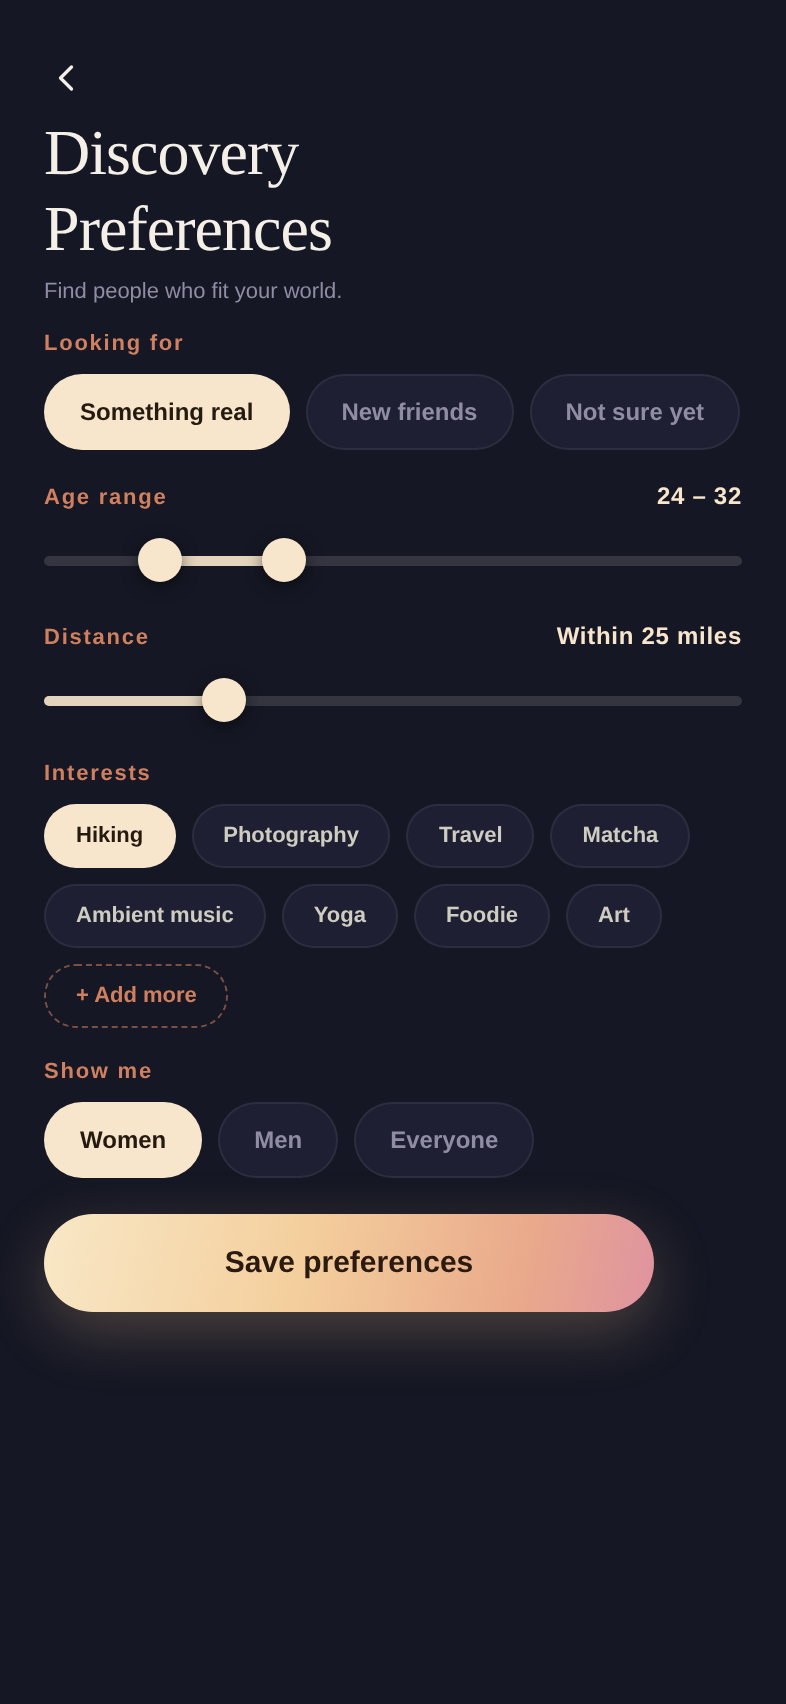 Discovery
Preferences
Find people who fit your world.
Looking for
Something real New friends Not sure yet
Age range 24 – 32
Distance Within 25 miles
Interests
Hiking Photography Travel Matcha
Ambient music Yoga Foodie Art
+ Add more
Show me
Women Men Everyone
Save preferences